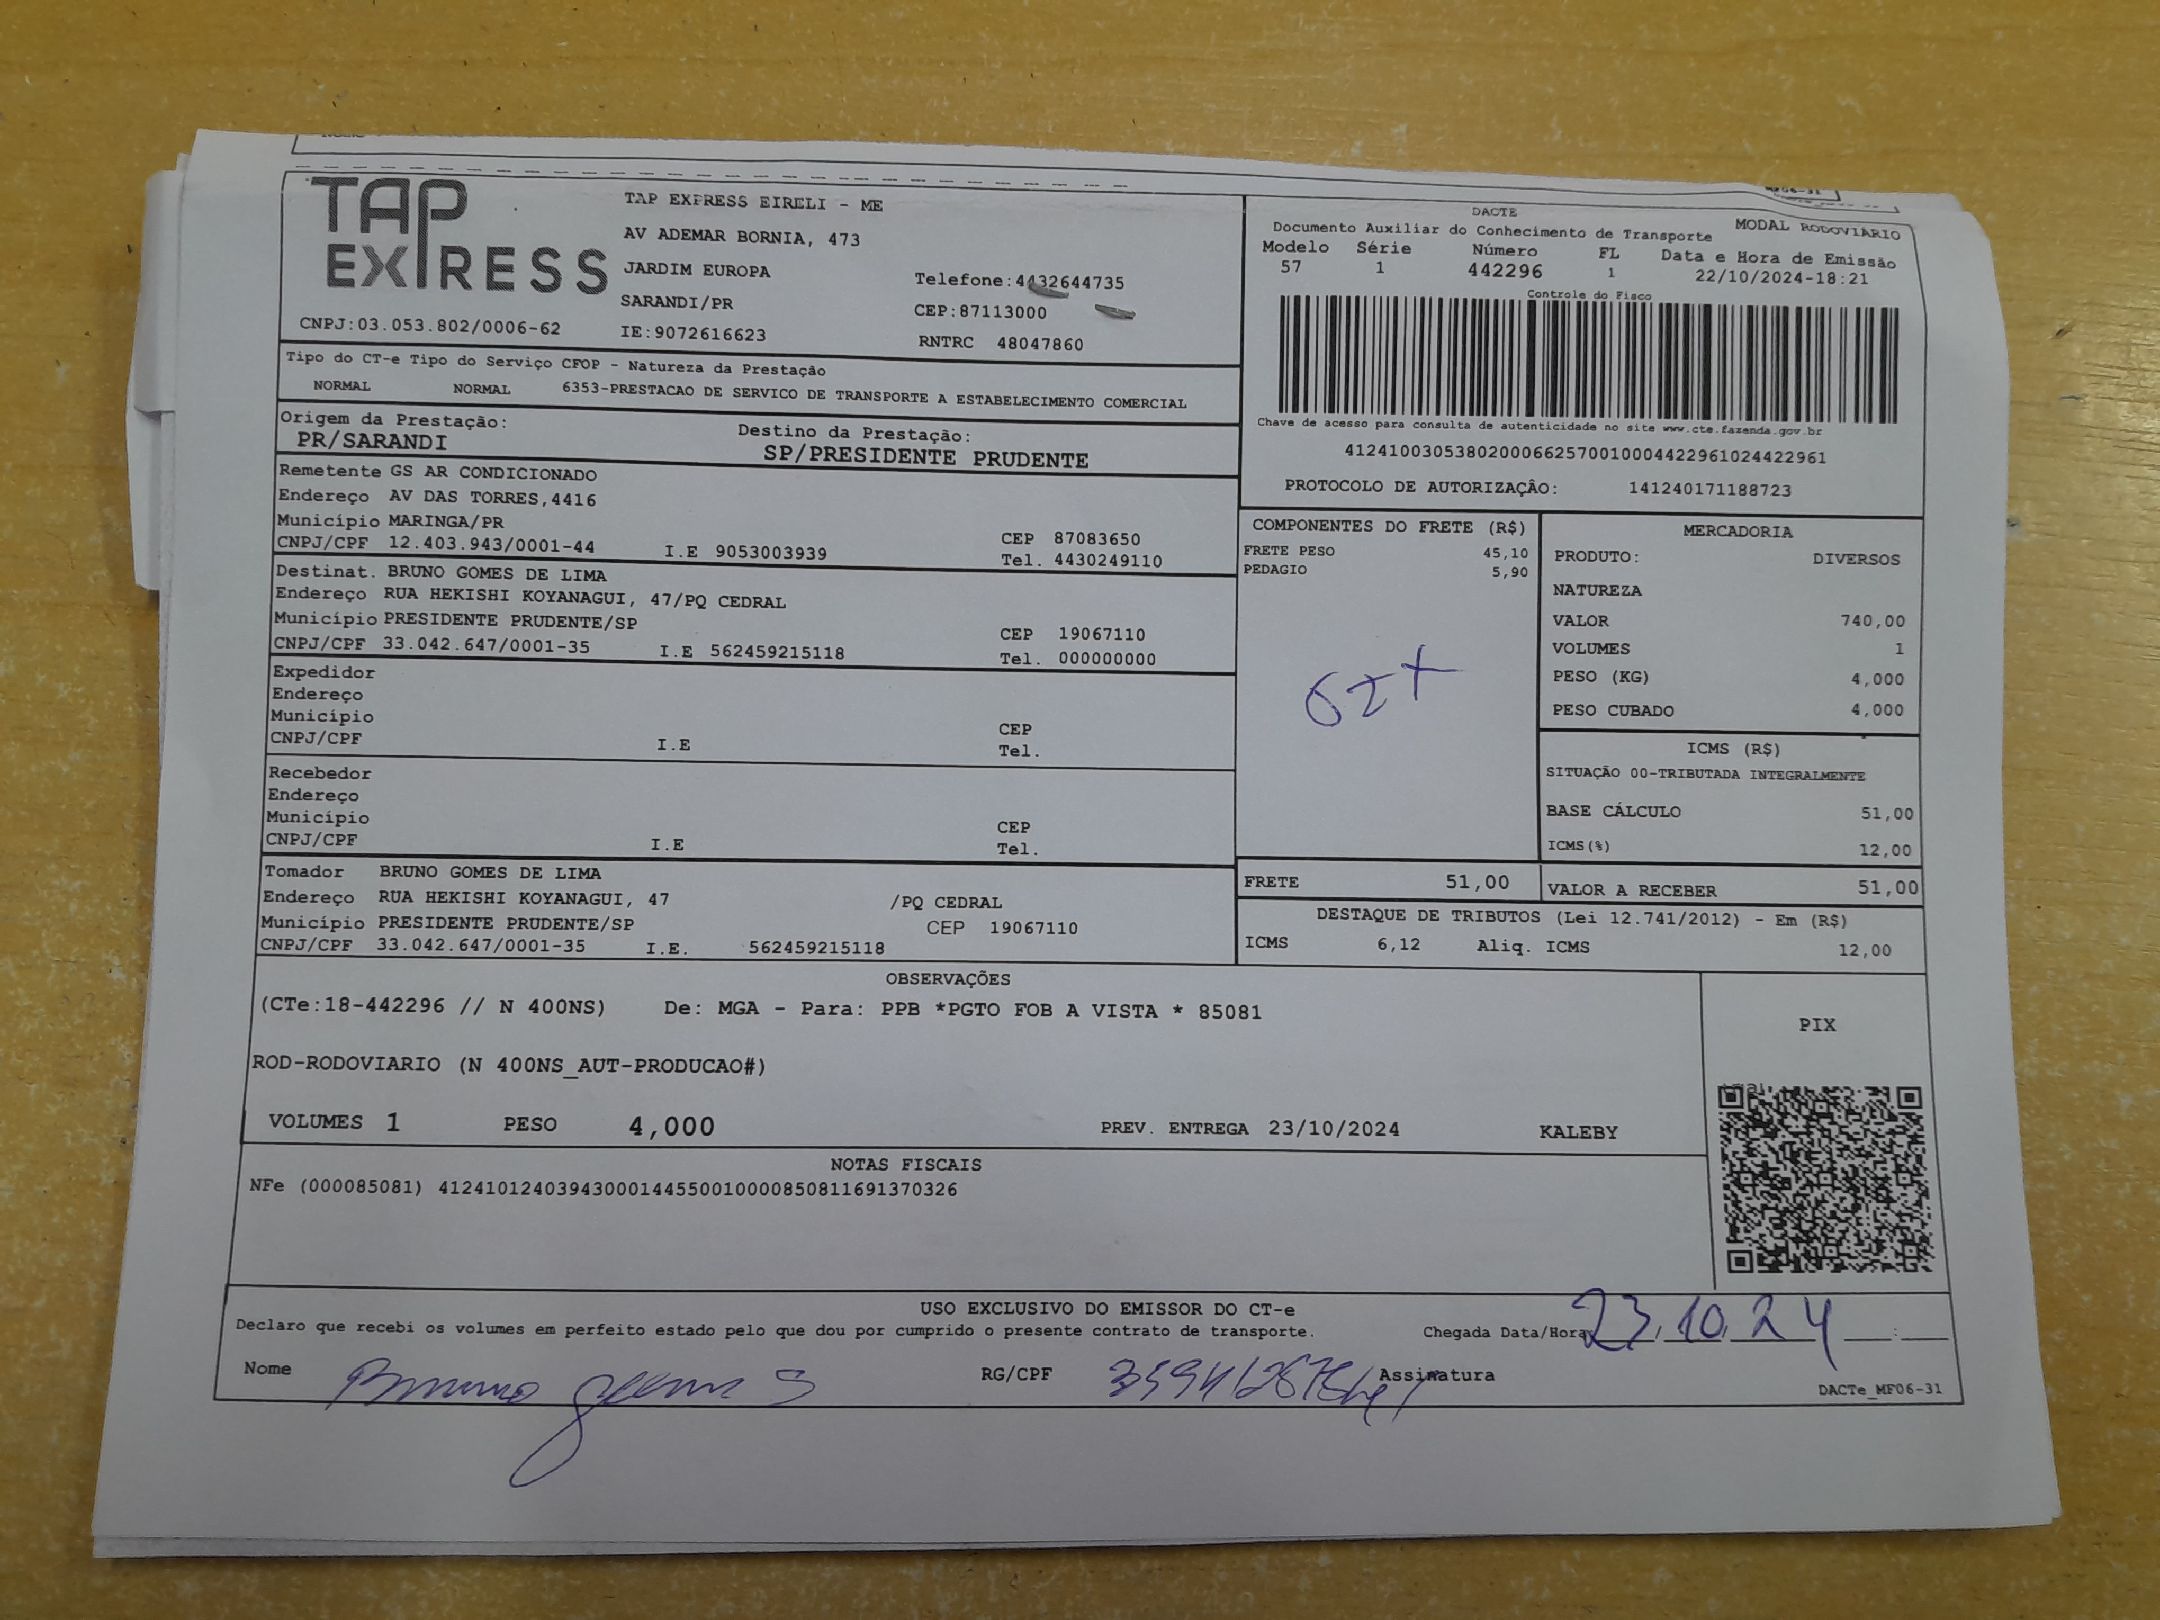 TAP EXPRESS
TAP EXPRESS EIRELI - ME
AV ADEMAR BORNIA, 473
JARDIM EUROPA
Telefone:4432644735
SARANDI/PR
CEP:87113000
CNPJ:03.053.802/0006-62
IE:9072616623
RNTRC 48047860
DACTE
Documento Auxiliar do Conhecimento de Transporte
MODAL RODOVIARIO
Modelo Série Número FL Data e Hora de Emissão
57 1 442296 1 22/10/2024-18:21
Controle do Fisco
Chave de acesso para consulta de autenticidade no site www.cte.fazenda.gov.br
41241003053802000662570010004422961024422961
PROTOCOLO DE AUTORIZAÇÂO: 141240171188723
Tipo do CT-e Tipo do Serviço CFOP - Natureza da Prestação
NORMAL NORMAL 6353-PRESTACAO DE SERVICO DE TRANSPORTE A ESTABELECIMENTO COMERCIAL
Origem da Prestação:
PR/SARANDI
Destino da Prestação:
SP/PRESIDENTE PRUDENTE
Remetente GS AR CONDICIONADO
Endereço AV DAS TORRES,4416
Município MARINGA/PR
CEP 87083650
CNPJ/CPF 12.403.943/0001-44 I.E 9053003939 Tel. 4430249110
Destinat. BRUNO GOMES DE LIMA
Endereço RUA HEKISHI KOYANAGUI, 47/PQ CEDRAL
Município PRESIDENTE PRUDENTE/SP
CEP 19067110
CNPJ/CPF 33.042.647/0001-35 I.E 562459215118 Tel. 000000000
Expedidor
Endereço
Município
CEP
CNPJ/CPF I.E Tel.
Recebedor
Endereço
Município
CEP
CNPJ/CPF I.E Tel.
Tomador BRUNO GOMES DE LIMA
Endereço RUA HEKISHI KOYANAGUI, 47 /PQ CEDRAL
Município PRESIDENTE PRUDENTE/SP CEP 19067110
CNPJ/CPF 33.042.647/0001-35 I.E. 562459215118
COMPONENTES DO FRETE (R$)
FRETE PESO 45,10
PEDAGIO 5,90
MERCADORIA
PRODUTO: DIVERSOS
NATUREZA
VALOR 740,00
VOLUMES 1
PESO (KG) 4,000
PESO CUBADO 4,000
ICMS (R$)
SITUAÇÃO 00-TRIBUTADA INTEGRALMENTE
BASE CÁLCULO 51,00
ICMS(%) 12,00
FRETE 51,00
VALOR A RECEBER 51,00
DESTAQUE DE TRIBUTOS (Lei 12.741/2012) - Em (R$)
ICMS 6,12 Aliq. ICMS 12,00
OBSERVAÇÕES
(CTe:18-442296 // N 400NS) De: MGA - Para: PPB *PGTO FOB A VISTA * 85081
ROD-RODOVIARIO (N 400NS_AUT-PRODUCAO#)
VOLUMES 1 PESO 4,000 PREV. ENTREGA 23/10/2024 KALEBY
PIX
NOTAS FISCAIS
NFe (000085081) 41241012403943000144550010000850811691370326
USO EXCLUSIVO DO EMISSOR DO CT-e
Declaro que recebi os volumes em perfeito estado pelo que dou por cumprido o presente contrato de transporte.
Chegada Data/Hora 23/10/24
Nome Bruno RG/CPF Assinatura
DACTe_MF06-31